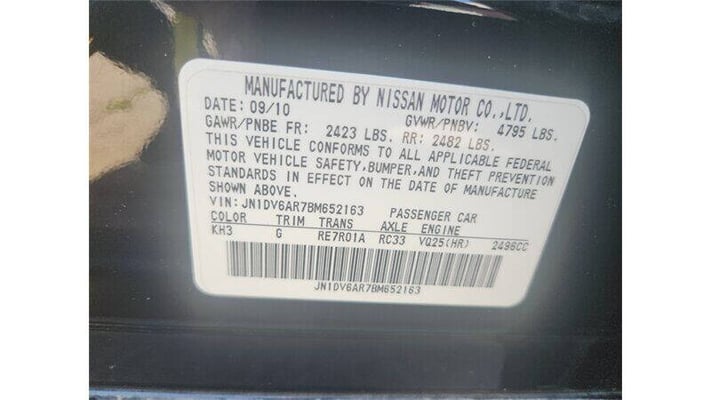 MANUFACTURED BY NISSAN MOTOR CO.,LTD.
DATE: 09/10 GVWR/PNBV: 4795 LBS.
GAWR/PNBE FR: 2423 LBS. RR: 2482 LBS.
THIS VEHICLE CONFORMS TO ALL APPLICABLE FEDERAL
MOTOR VEHICLE SAFETY, BUMPER, AND THEFT PREVENTION
STANDARDS IN EFFECT ON THE DATE OF MANUFACTURE
SHOWN ABOVE.
VIN: JN1DV6AR7BM652163 PASSENGER CAR
COLOR TRIM TRANS AXLE ENGINE
KH3 G RE7R01A RC33 VQ25(HR) 2496CC
JN1DV6AR7BM652163